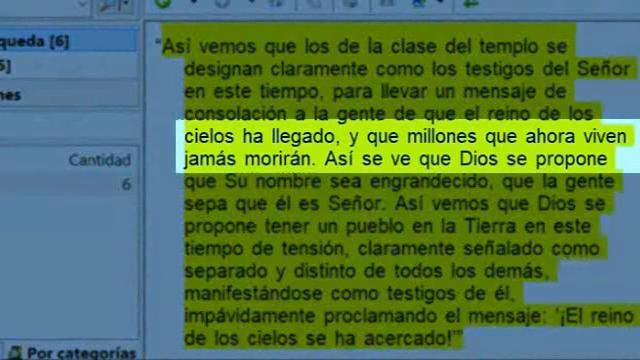 queda [6]
5]
nes
Cantidad
6
Por categorías
“Así vemos que los de la clase del templo se
designan claramente como los testigos del Señor
en este tiempo, para llevar un mensaje de
consolación a la gente de que el reino de los
cielos ha llegado, y que millones que ahora viven
jamás morirán. Así se ve que Dios se propone
que Su nombre sea engrandecido, que la gente
sepa que él es Señor. Así vemos que Dios se
propone tener un pueblo en la Tierra en este
tiempo de tensión, claramente señalado como
separado y distinto de todos los demás,
manifestándose como testigos de él,
impávidamente proclamando el mensaje: ‘¡El reino
de los cielos se ha acercado!’”